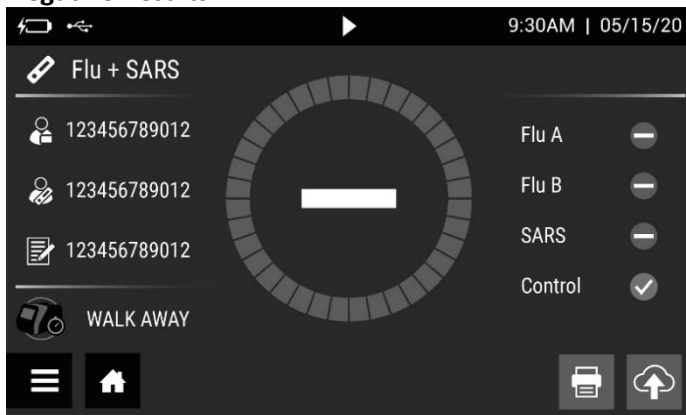 9:30AM | 05/15/20
Flu + SARS
123456789012
123456789012
123456789012
WALK AWAY
Flu A
Flu B
SARS
Control